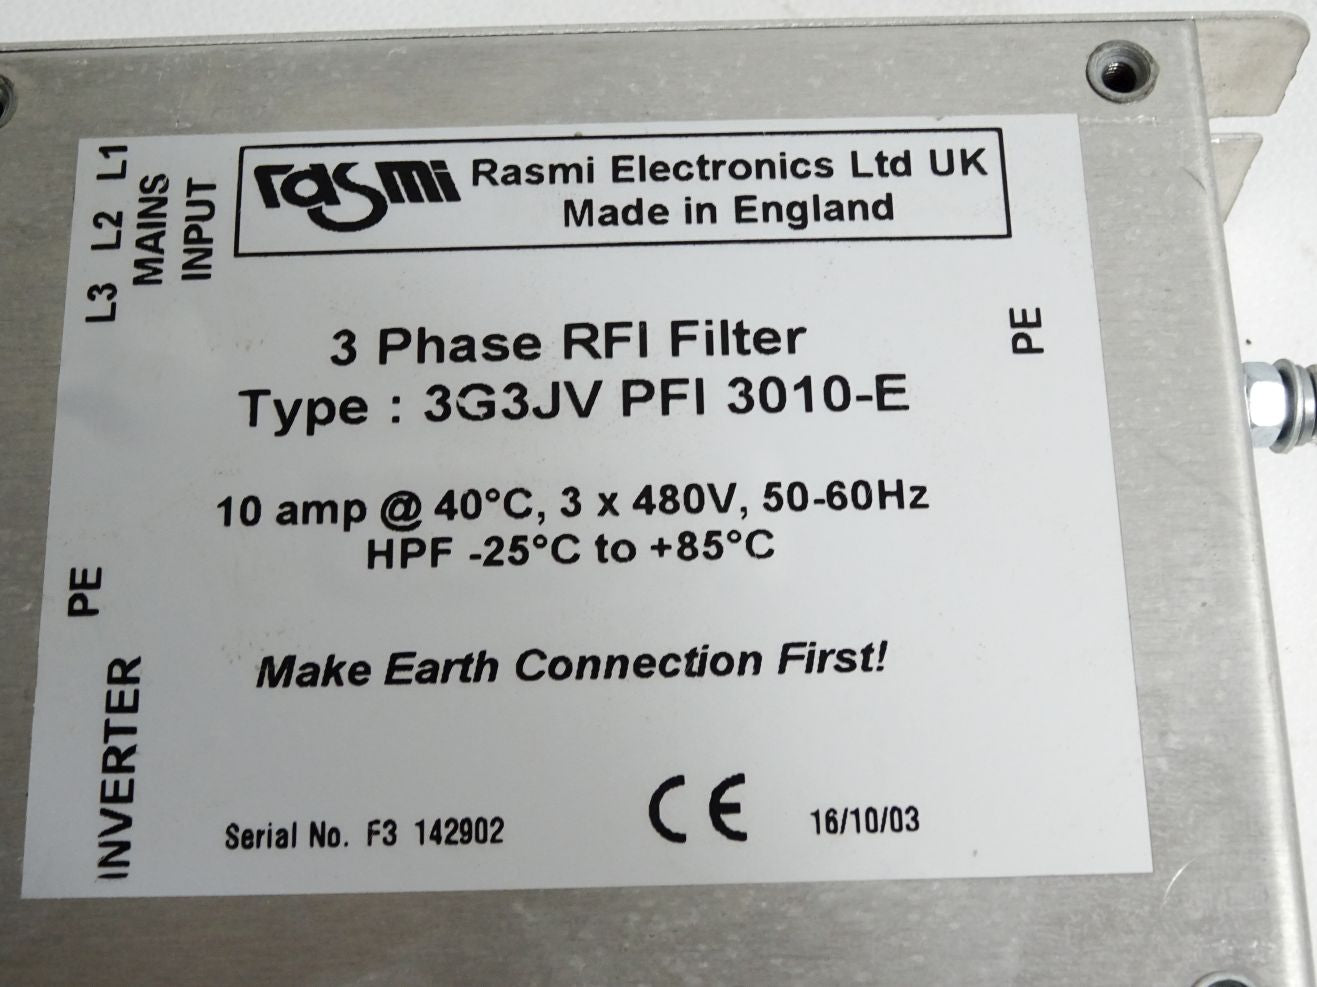 L3 L2 L1
MAINS
INPUT
rasmi Rasmi Electronics Ltd UK
Made in England
3 Phase RFI Filter
Type : 3G3JV PFI 3010-E
PE
10 amp @ 40°C, 3 x 480V, 50-60Hz
HPF -25°C to +85°C
PE
INVERTER
Make Earth Connection First!
Serial No. F3 142902 CE 16/10/03